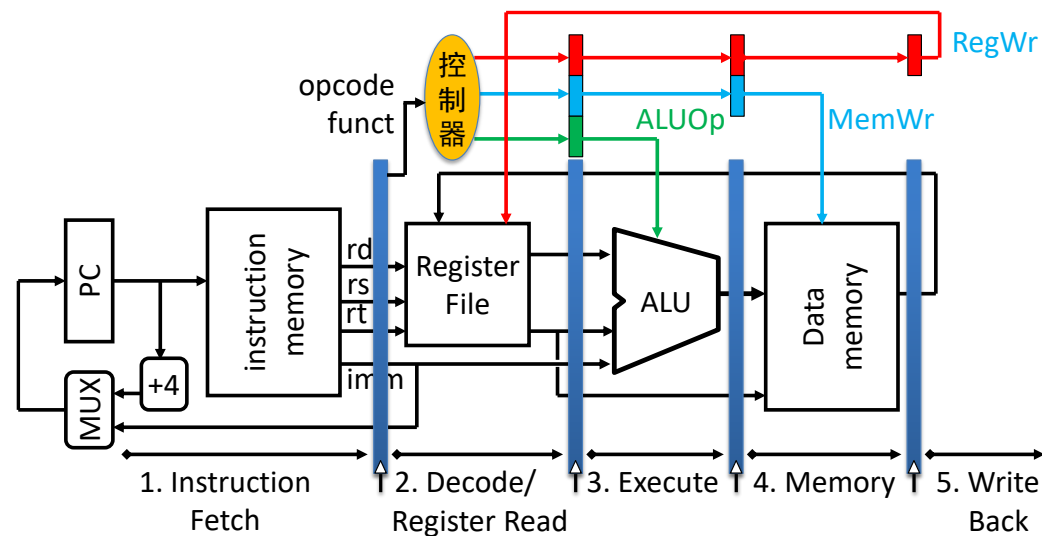 控制器
RegWr
opcode
funct
ALUOp
MemWr
PC
instruction
memory
rd
rs
rt
imm
Register
File
ALU
Data
memory
+4
MUX
1. Instruction
Fetch
2. Decode/
Register Read
3. Execute
4. Memory
5. Write
Back